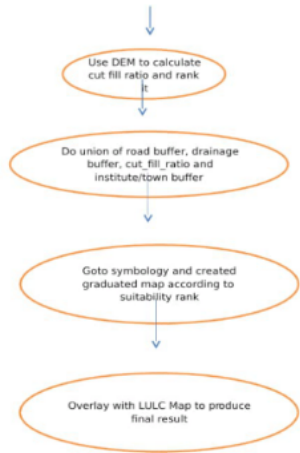 Use DEM to calculate
cut fill ratio and rank
it
Do union of road buffer, drainage
buffer, cut_fill_ratio and
institute/town buffer
Goto symbology and created
graduated map according to
suitability rank
Overlay with LULC Map to produce
final result